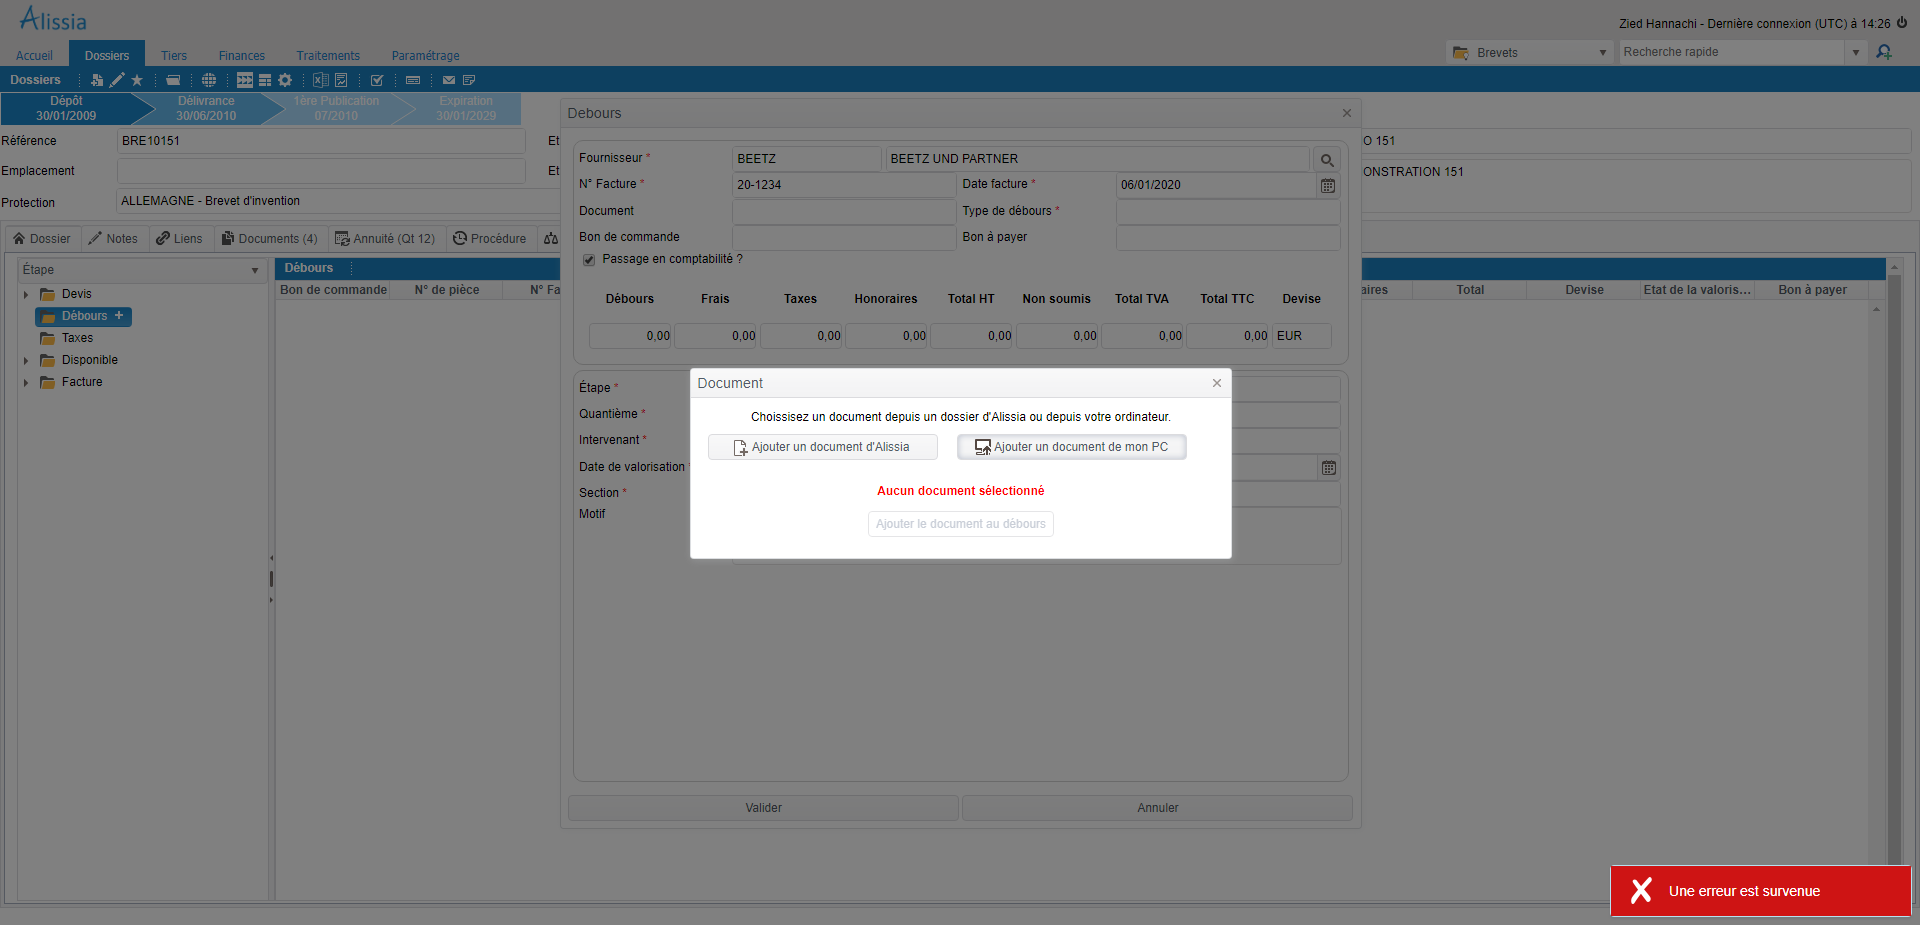 Alissia
Zied Hannachi - Dernière connexion (UTC) à 14:26
Accueil Dossiers Tiers Finances Traitements Paramétrage
Brevets Recherche rapide
Dossiers
Dépôt Délivrance 1ère Publication Expiration
30/01/2009 30/06/2010 07/2010 30/01/2029
Référence BRE10151 Et O 151
Emplacement Et ONSTRATION 151
Protection ALLEMAGNE - Brevet d'invention
Dossier Notes Liens Documents (4) Annuité (Qt 12) Procédure
Étape
Devis
Débours +
Taxes
Disponible
Facture
Débours
Bon de commande N° de pièce N° Fa aires Total Devise Etat de la valoris... Bon à payer
Debours
Fournisseur * BEETZ BEETZ UND PARTNER
N° Facture * 20-1234 Date facture * 06/01/2020
Document Type de débours *
Bon de commande Bon à payer
Passage en comptabilité ?
Débours Frais Taxes Honoraires Total HT Non soumis Total TVA Total TTC Devise
0,00 0,00 0,00 0,00 0,00 0,00 0,00 0,00 EUR
Étape *
Quantième *
Intervenant *
Date de valorisation *
Section *
Motif
Document
Choissisez un document depuis un dossier d'Alissia ou depuis votre ordinateur.
Ajouter un document d'Alissia Ajouter un document de mon PC
Aucun document sélectionné
Ajouter le document au débours
Valider Annuler
Une erreur est survenue